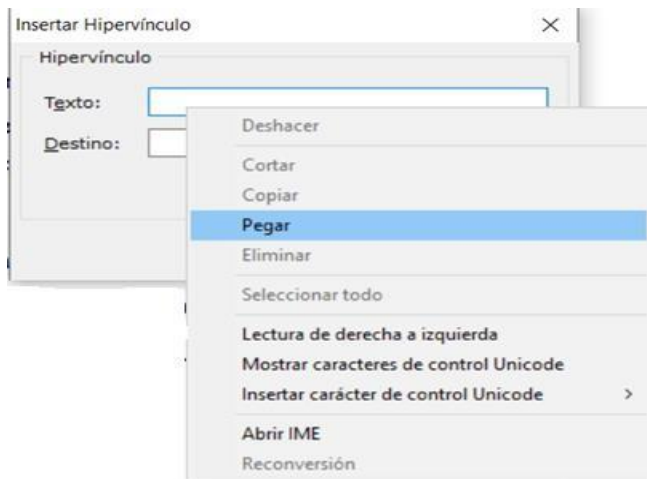 Insertar Hipervínculo
Hipervínculo
Texto:
Destino:
Deshacer
Cortar
Copiar
Pegar
Eliminar
Seleccionar todo
Lectura de derecha a izquierda
Mostrar caracteres de control Unicode
Insertar carácter de control Unicode
Abrir IME
Reconversión